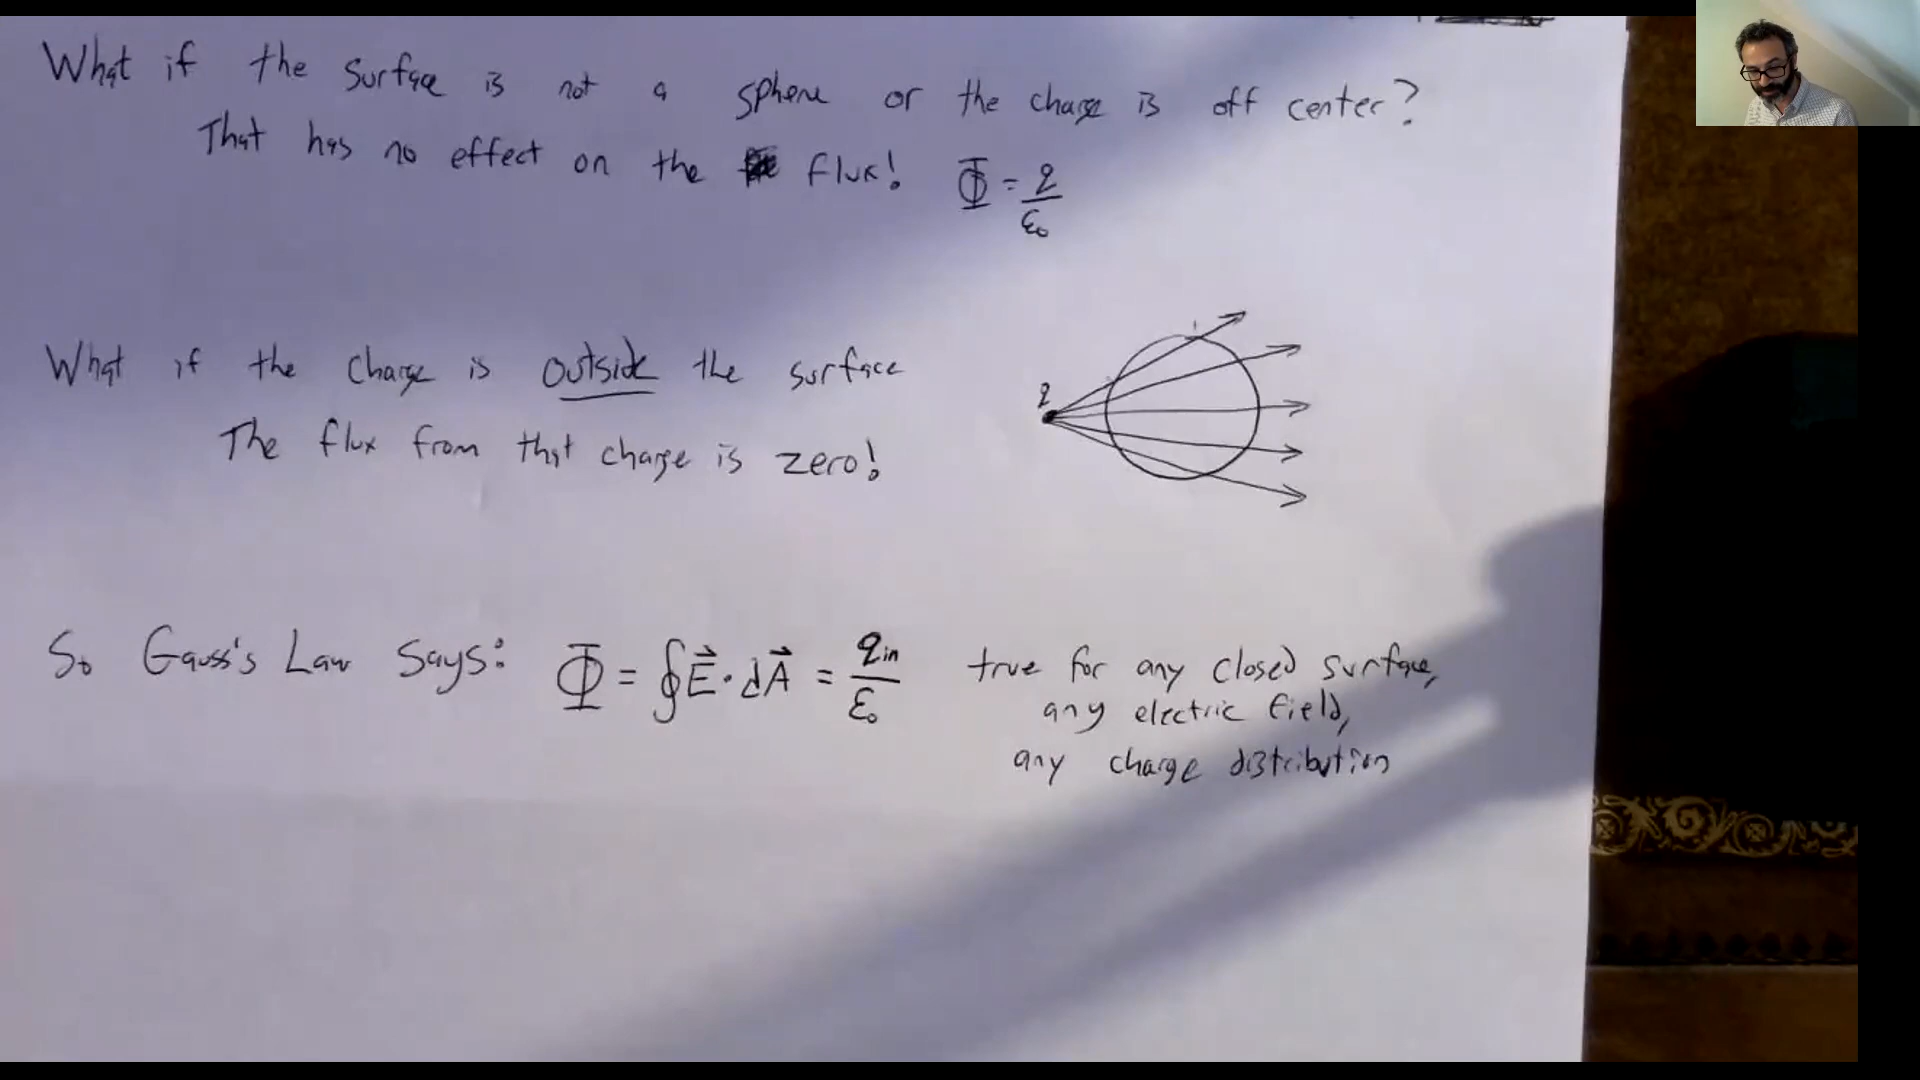 What if the surface is not a sphere or the charge is off center?
That has no effect on the flux! Φ = q/ε₀
What if the charge is outside the surface
The flux from that charge is zero!
q
So Gauss's Law says: Φ = ∮E⃗·dA⃗ = qin/ε₀ true for any closed surface,
any electric field,
any charge distribution